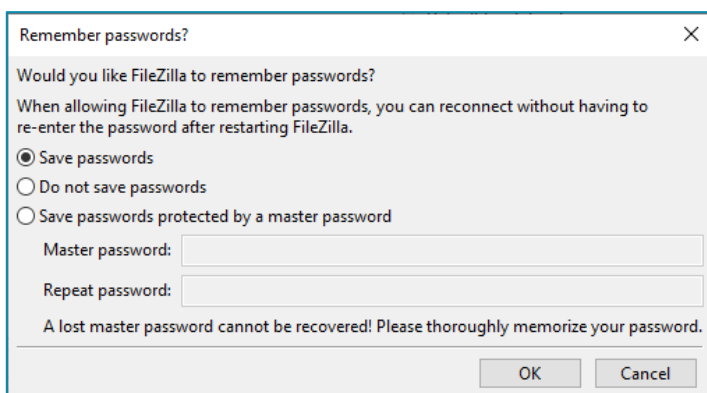 Remember passwords?
Would you like FileZilla to remember passwords?
When allowing FileZilla to remember passwords, you can reconnect without having to
re-enter the password after restarting FileZilla.
Save passwords
Do not save passwords
Save passwords protected by a master password
Master password:
Repeat password:
A lost master password cannot be recovered! Please thoroughly memorize your password.
OK Cancel